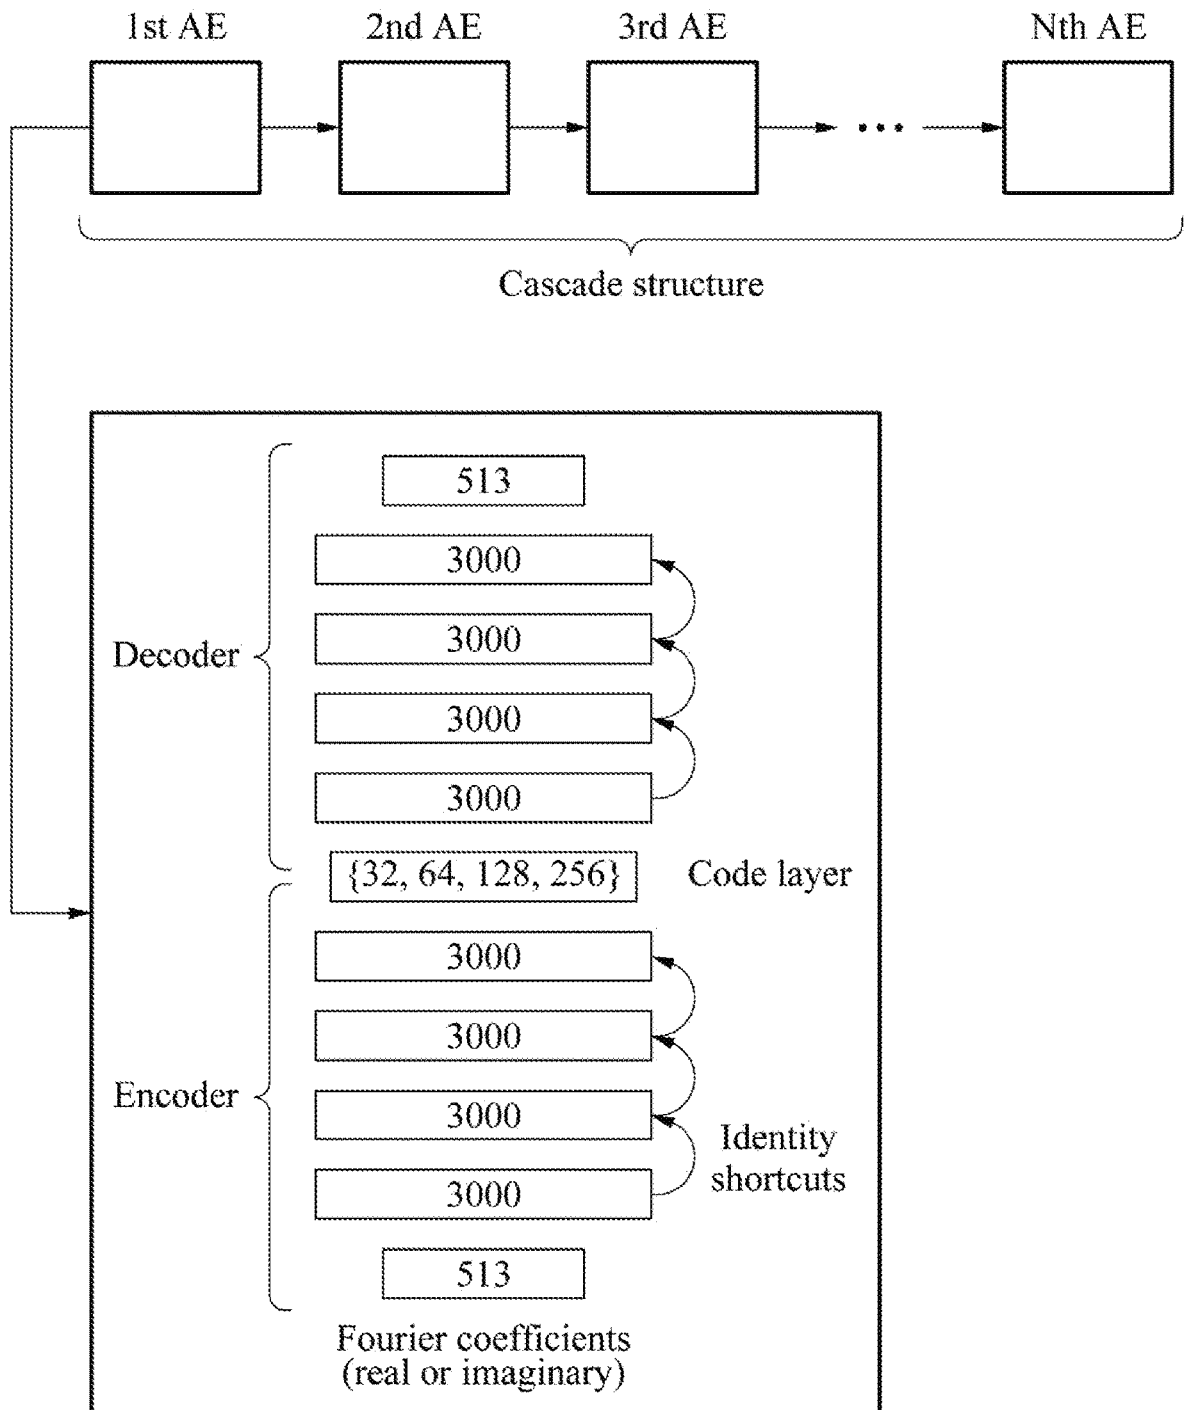 1st AE 2nd AE 3rd AE Nth AE
Cascade structure
513
3000
3000
Decoder
3000
3000
{32, 64, 128, 256} Code layer
3000
3000
Encoder
3000
Identity
shortcuts
3000
513
Fourier coefficients
(real or imaginary)